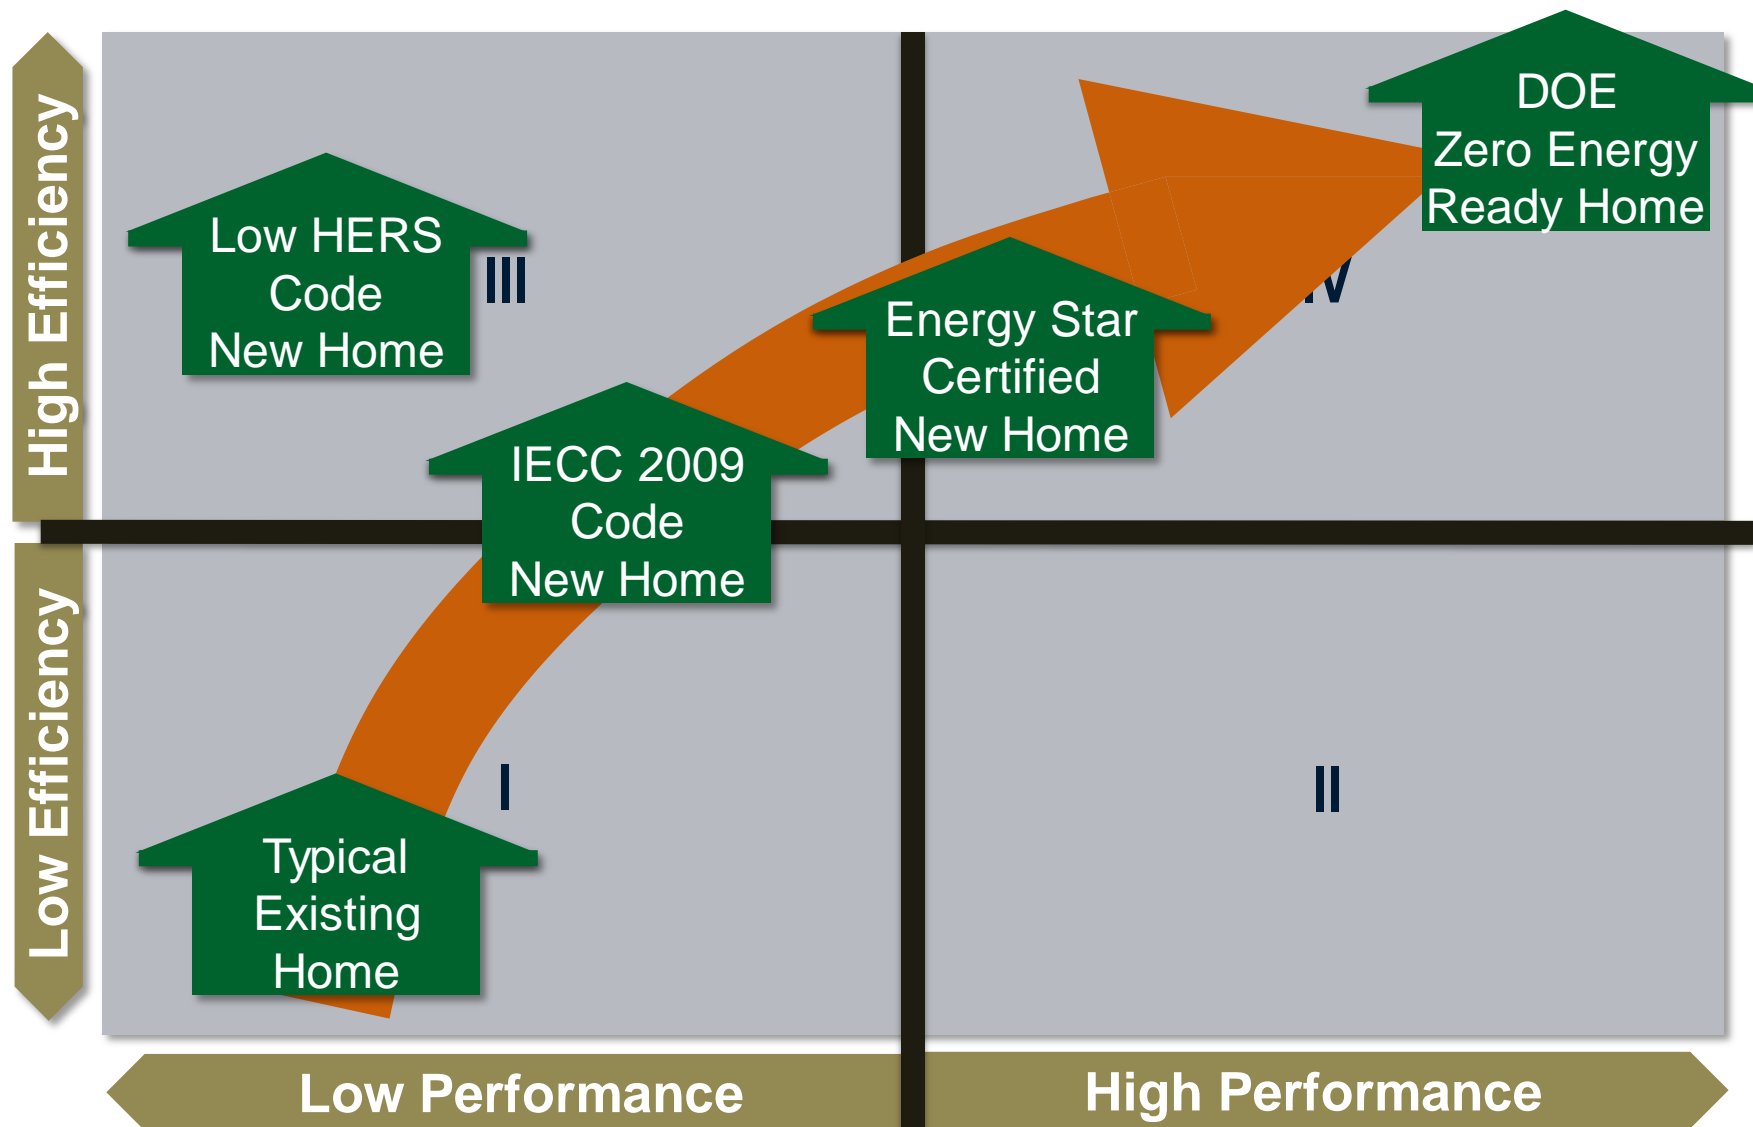 High Efficiency
Low Efficiency
DOE
Zero Energy
Ready Home
Low HERS
Code
New Home
III
IV
Energy Star
Certified
New Home
IECC 2009
Code
New Home
I
II
Typical
Existing
Home
Low Performance
High Performance